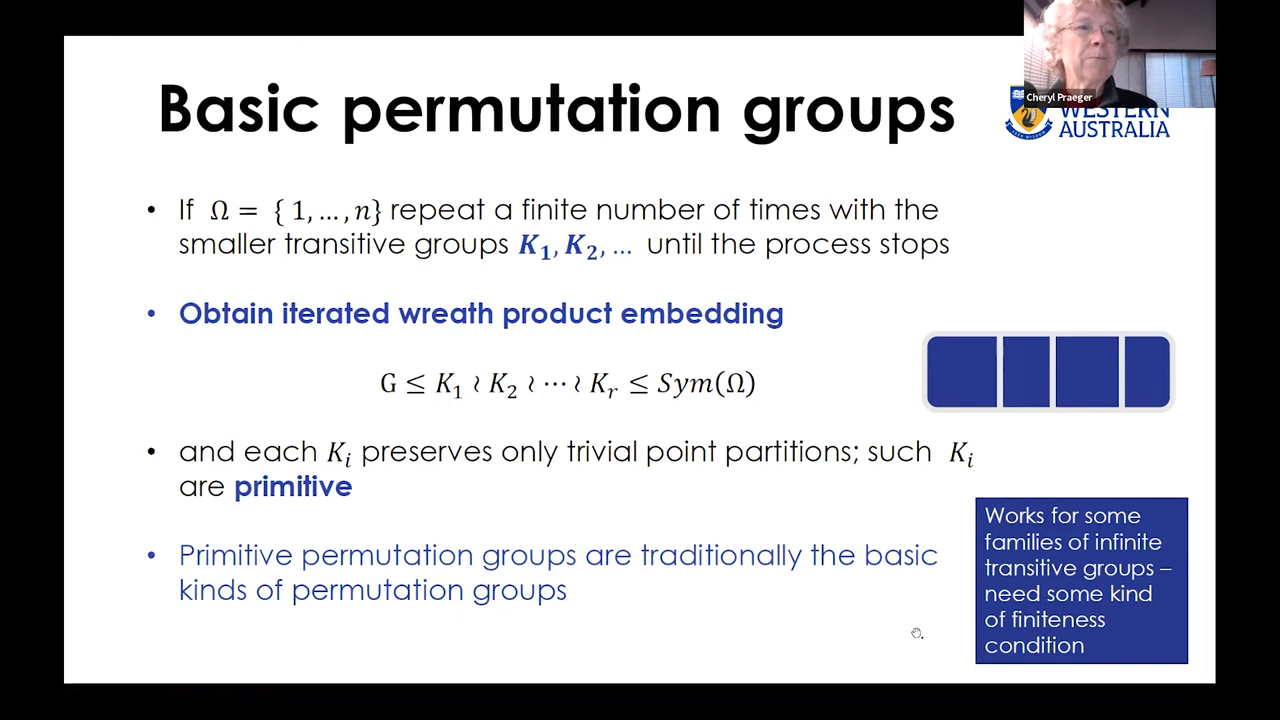 Basic permutation groups
Cheryl Praeger
WESTERN
AUSTRALIA
• If Ω = { 1, … , n} repeat a finite number of times with the
smaller transitive groups K₁, K₂, … until the process stops
• Obtain iterated wreath product embedding
G ≤ K₁ ≀ K₂ ≀ ⋯ ≀ Kᵣ ≤ Sym(Ω)
• and each Kᵢ preserves only trivial point partitions; such Kᵢ
are primitive
• Primitive permutation groups are traditionally the basic
kinds of permutation groups
Works for some
families of infinite
transitive groups –
need some kind
of finiteness
condition